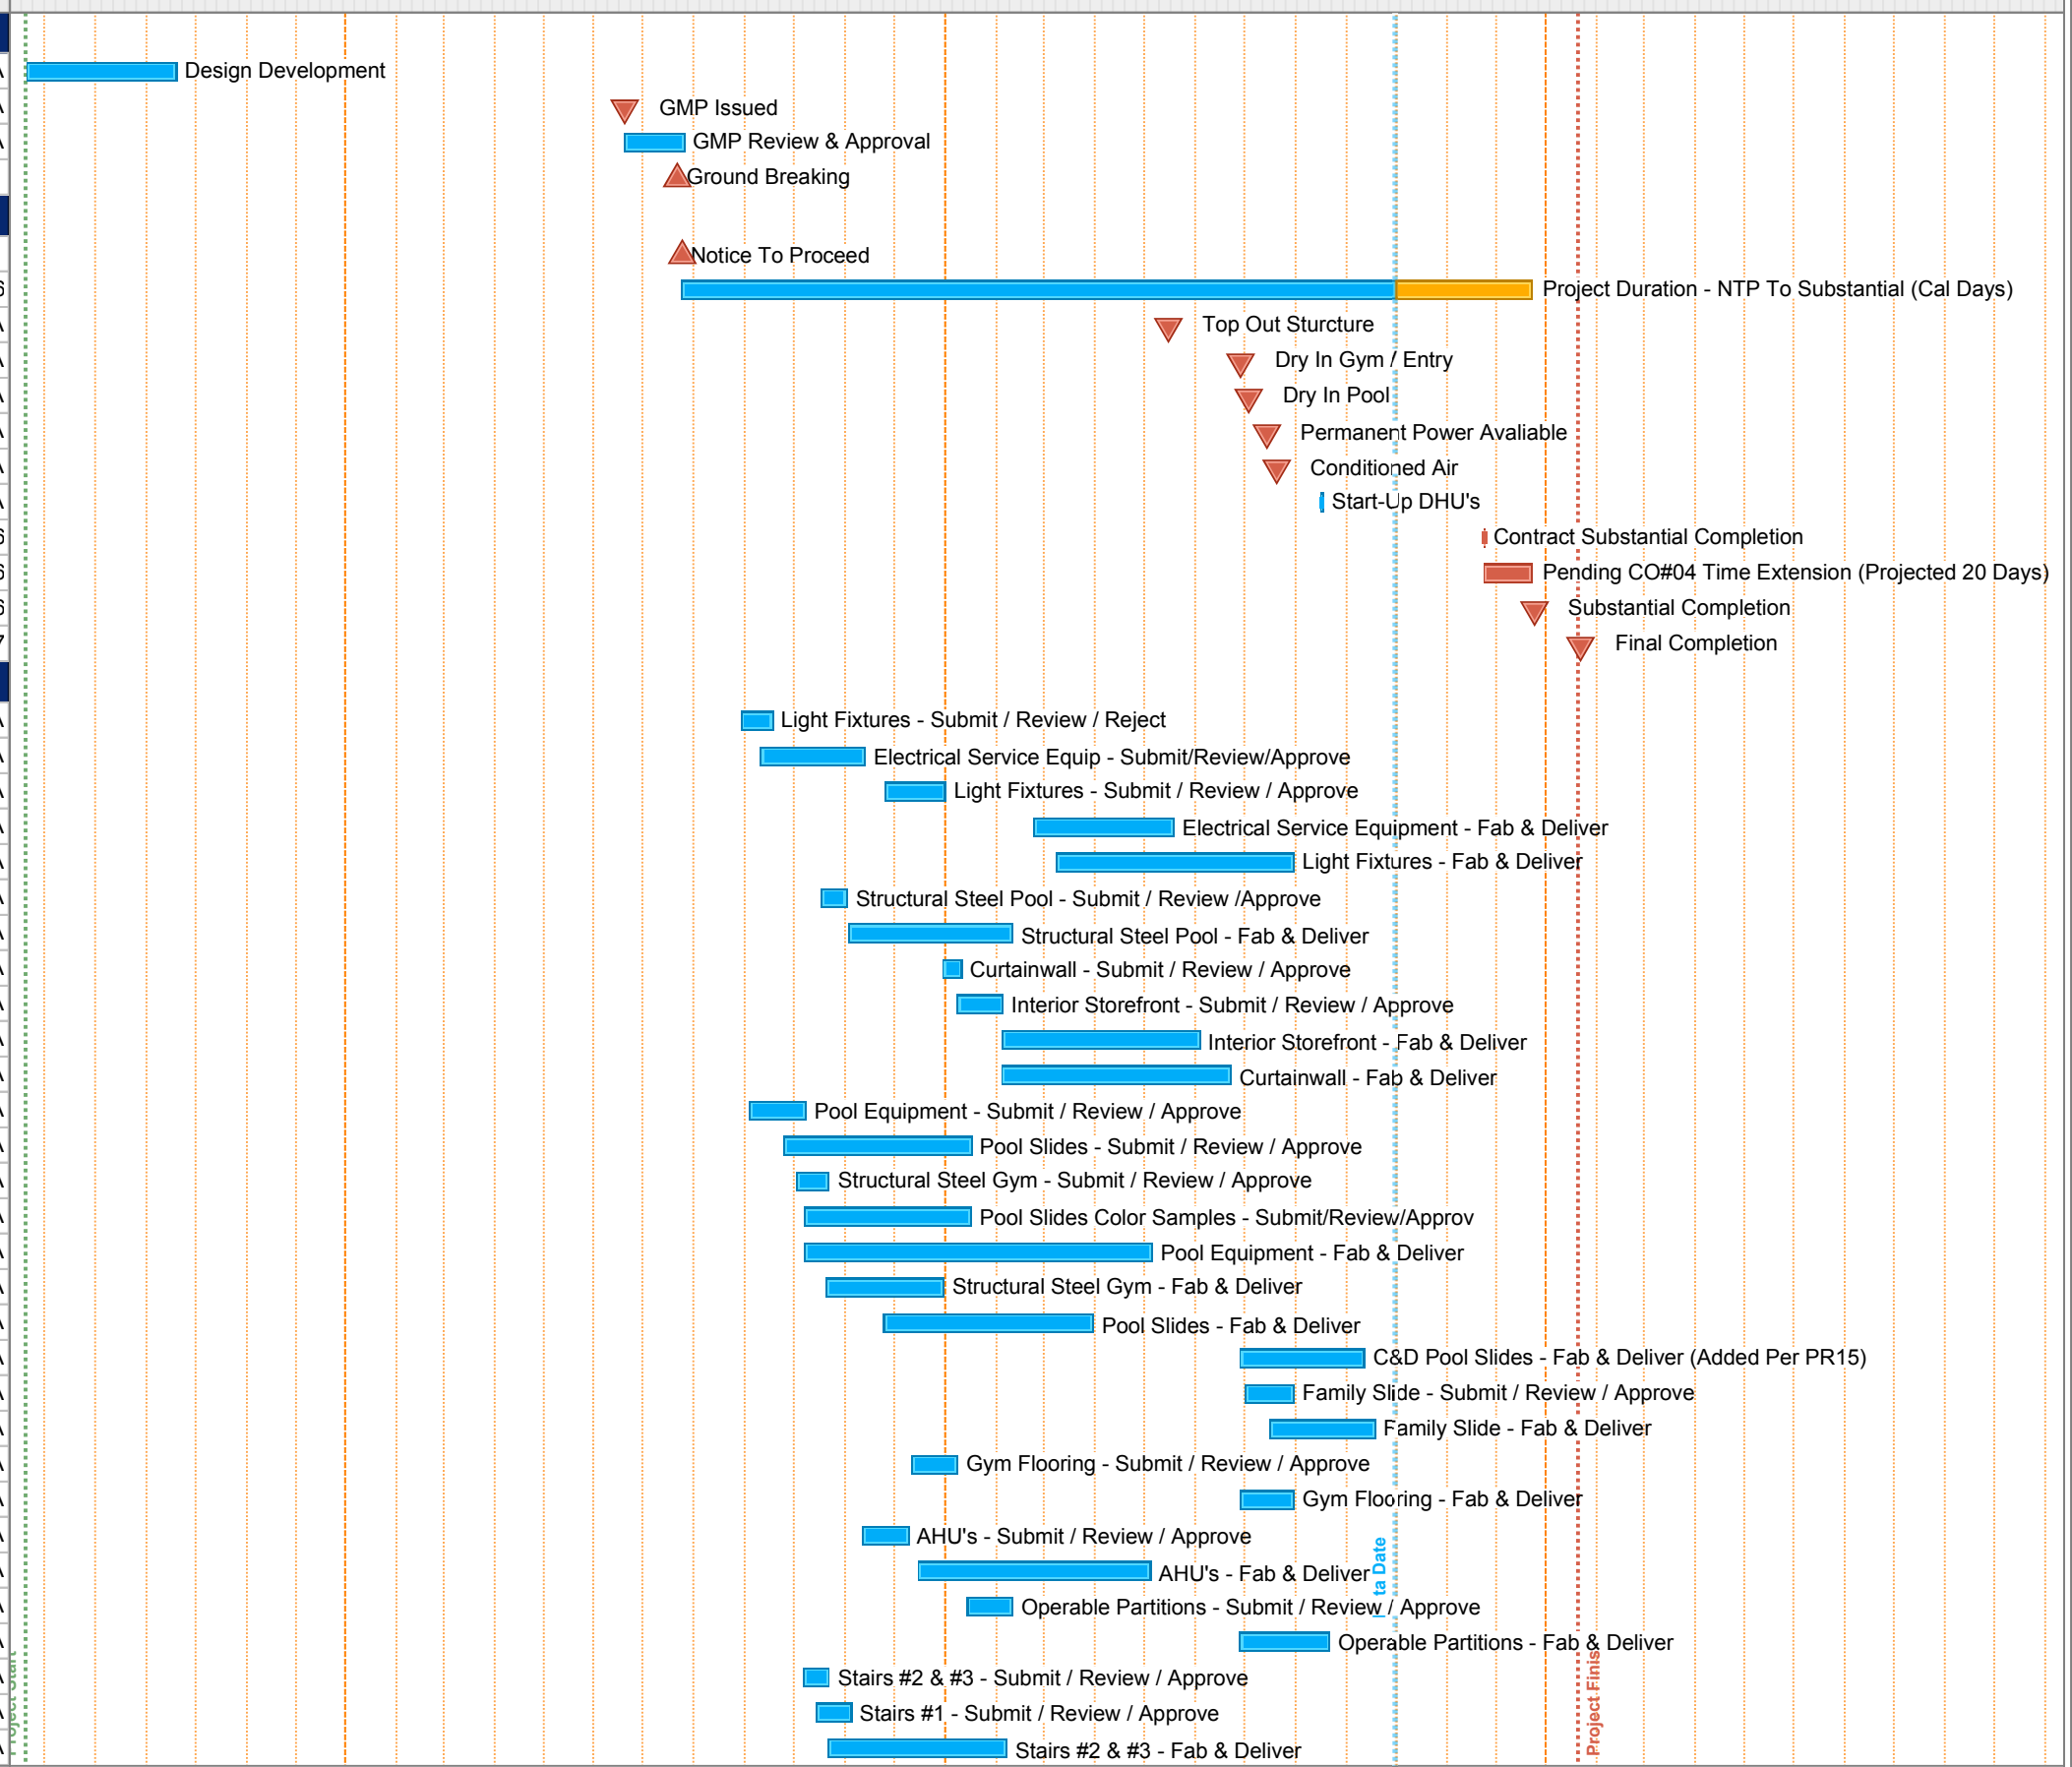 Design Development
GMP Issued
GMP Review & Approval
Ground Breaking
Notice To Proceed
Project Duration - NTP To Substantial (Cal Days)
Top Out Sturcture
Dry In Gym / Entry
Dry In Pool
Permanent Power Avaliable
Conditioned Air
Start-Up DHU's
Contract Substantial Completion
Pending CO#04 Time Extension (Projected 20 Days)
Substantial Completion
Final Completion
Light Fixtures - Submit / Review / Reject
Electrical Service Equip - Submit/Review/Approve
Light Fixtures - Submit / Review / Approve
Electrical Service Equipment - Fab & Deliver
Light Fixtures - Fab & Deliver
Structural Steel Pool - Submit / Review /Approve
Structural Steel Pool - Fab & Deliver
Curtainwall - Submit / Review / Approve
Interior Storefront - Submit / Review / Approve
Interior Storefront - Fab & Deliver
Curtainwall - Fab & Deliver
Pool Equipment - Submit / Review / Approve
Pool Slides - Submit / Review / Approve
Structural Steel Gym - Submit / Review / Approve
Pool Slides Color Samples - Submit/Review/Approv
Pool Equipment - Fab & Deliver
Structural Steel Gym - Fab & Deliver
Pool Slides - Fab & Deliver
C&D Pool Slides - Fab & Deliver (Added Per PR15)
Family Slide - Submit / Review / Approve
Family Slide - Fab & Deliver
Gym Flooring - Submit / Review / Approve
Gym Flooring - Fab & Deliver
AHU's - Submit / Review / Approve
AHU's - Fab & Deliver
ta Date
Operable Partitions - Submit / Review / Approve
Operable Partitions - Fab & Deliver
Stairs #2 & #3 - Submit / Review / Approve
Stairs #1 - Submit / Review / Approve
Stairs #2 & #3 - Fab & Deliver
Project Finis